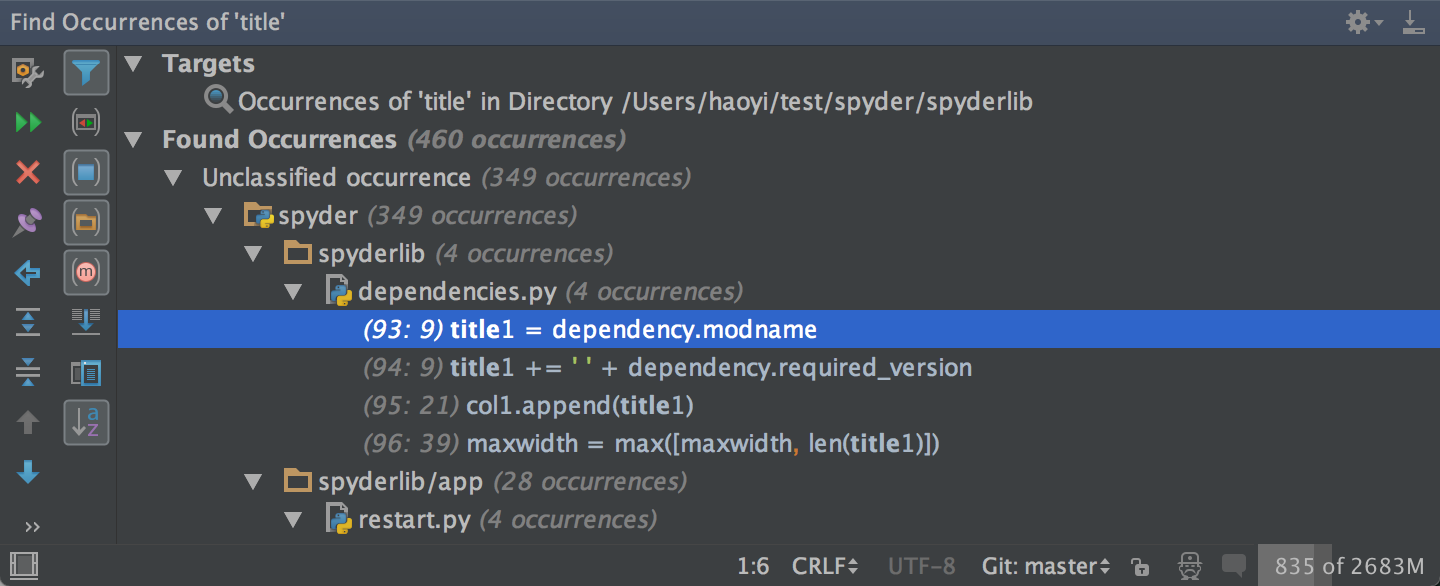 Find Occurrences of 'title'
Targets
Occurrences of 'title' in Directory /Users/haoyi/test/spyder/spyderlib
Found Occurrences (460 occurrences)
Unclassified occurrence (349 occurrences)
spyder (349 occurrences)
spyderlib (4 occurrences)
dependencies.py (4 occurrences)
(93: 9) title1 = dependency.modname
(94: 9) title1 += ' ' + dependency.required_version
(95: 21) col1.append(title1)
(96: 39) maxwidth = max([maxwidth, len(title1)])
spyderlib/app (28 occurrences)
restart.py (4 occurrences)
m
a
z
1:6 CRLF UTF-8 Git: master 835 of 2683M